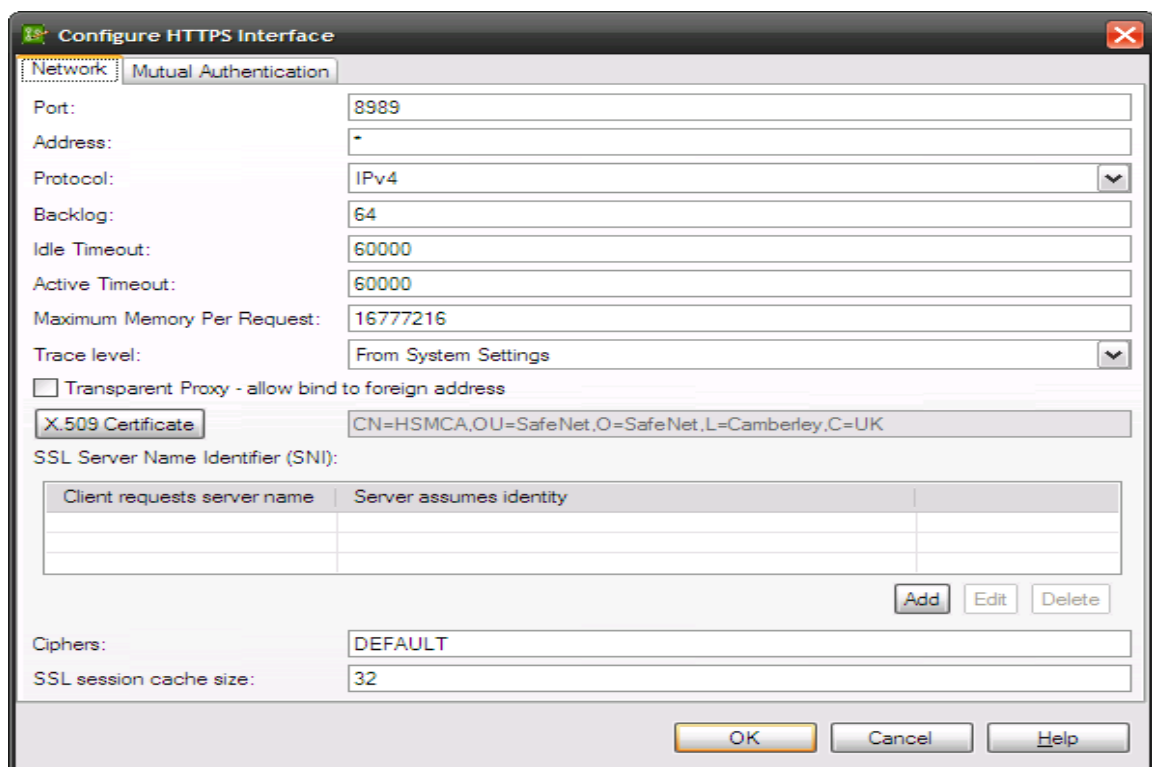 Configure HTTPS Interface
Network Mutual Authentication
Port: 8989
Address: *
Protocol: IPv4
Backlog: 64
Idle Timeout: 60000
Active Timeout: 60000
Maximum Memory Per Request: 16777216
Trace level: From System Settings
Transparent Proxy - allow bind to foreign address
X.509 Certificate CN=HSMCA,OU=SafeNet,O=SafeNet,L=Camberley,C=UK
SSL Server Name Identifier (SNI):
Client requests server name Server assumes identity
Add Edit Delete
Ciphers: DEFAULT
SSL session cache size: 32
OK Cancel Help